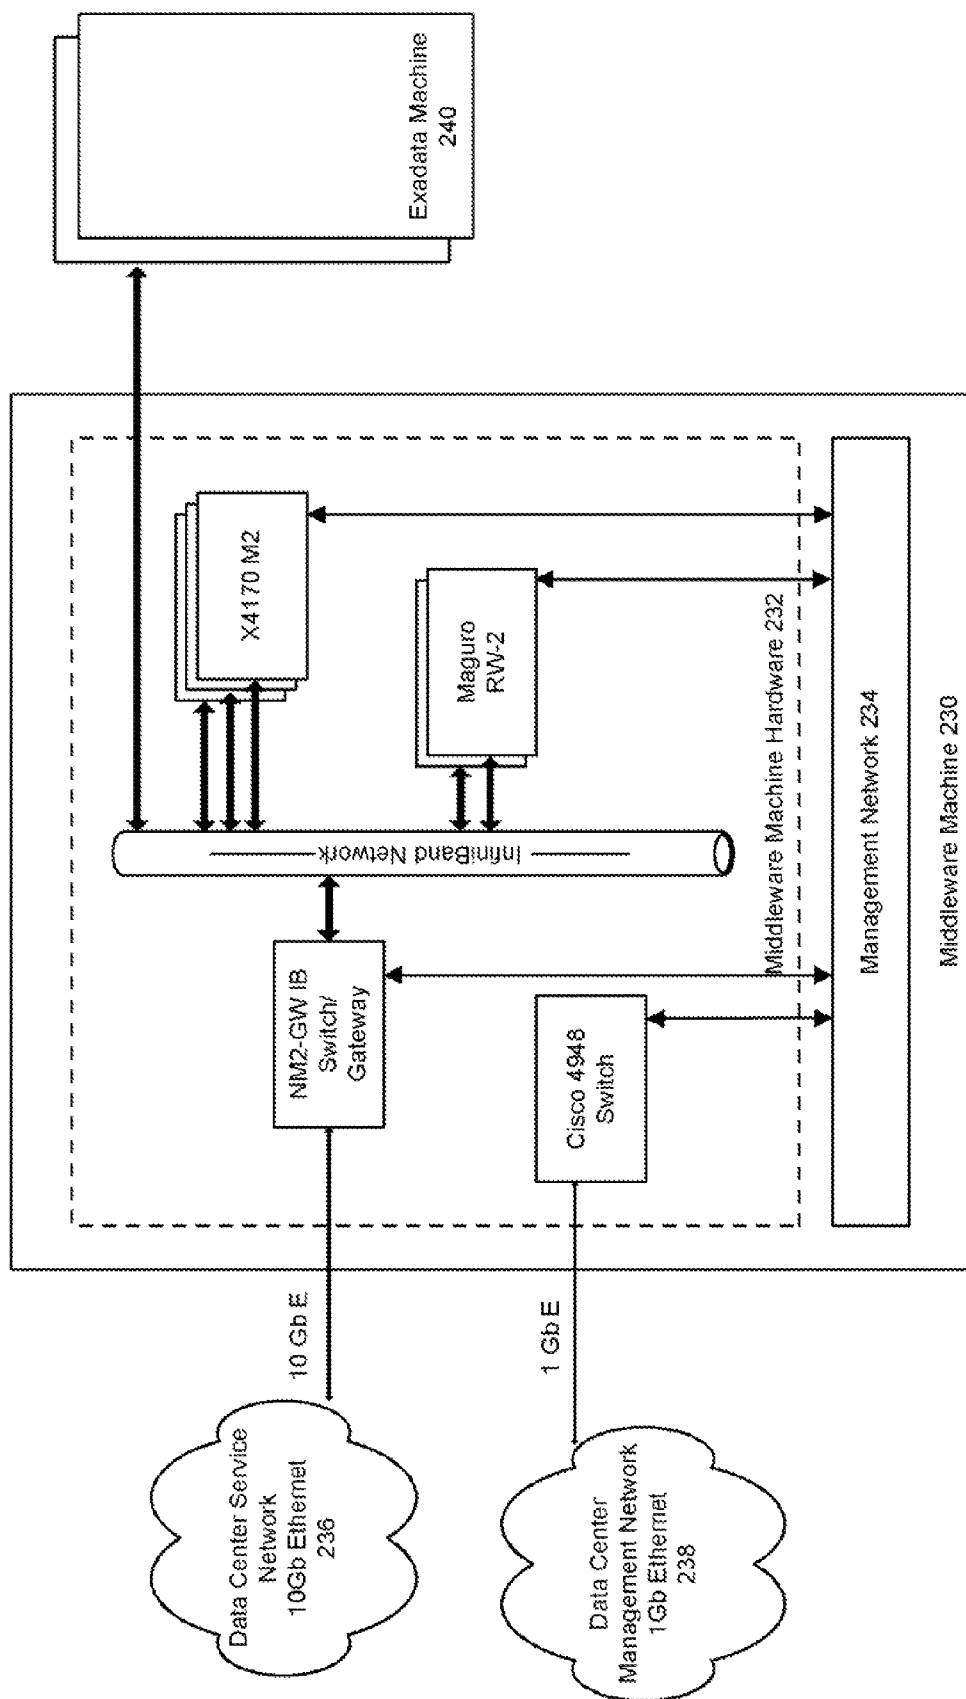 Data Center Service
Network
10Gb Ethernet
236
10 Gb E
NM2-GW IB
Switch/
Gateway
InfiniBand Network
X4170 M2
Exadata Machine
240
Data Center
Management Network
1Gb Ethernet
238
1 Gb E
Cisco 4948
Switch
Maguro
RW-2
Middleware Machine Hardware 232
Management Network 234
Middleware Machine 230